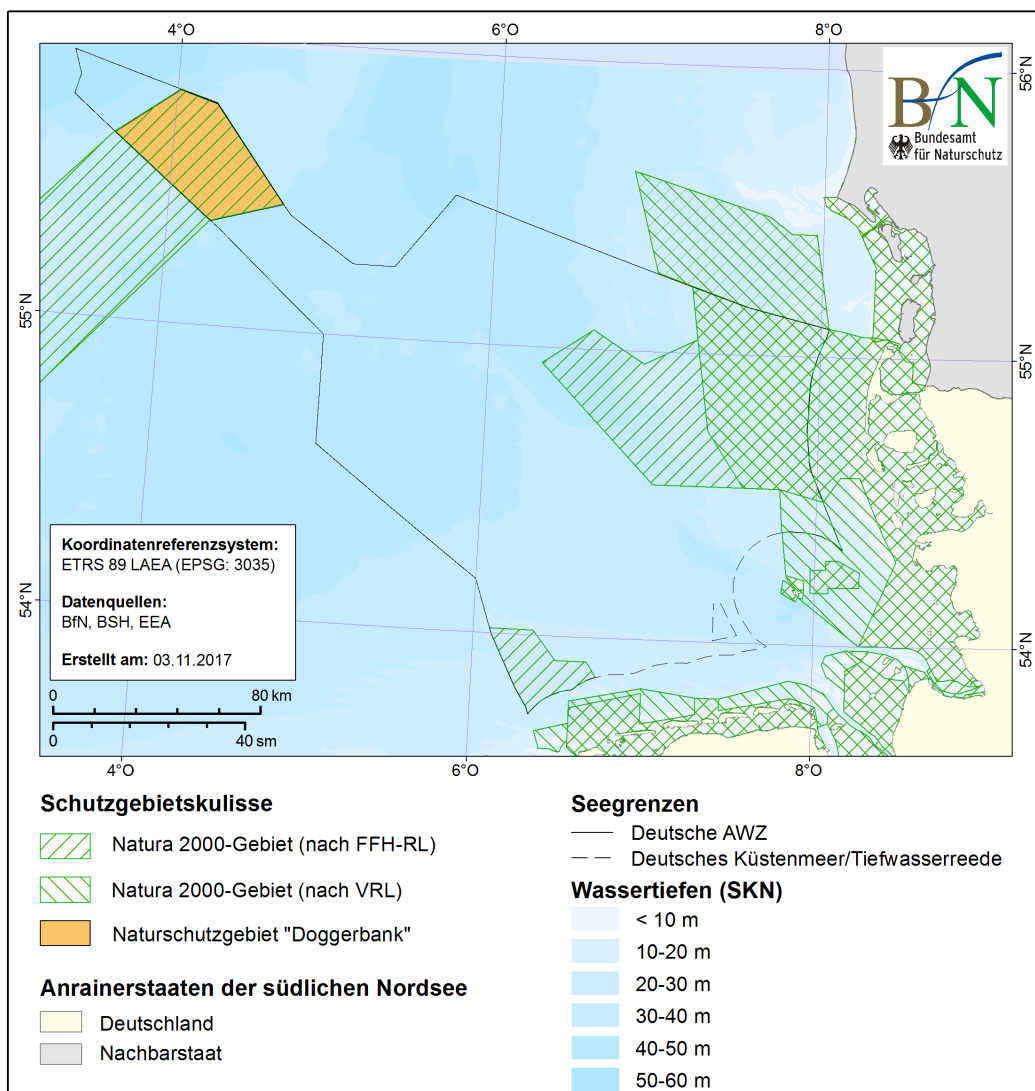 4°O
6°O
8°O
56°N
BfN
Bundesamt
für Naturschutz
55°N
55°N
54°N
54°N
Koordinatenreferenzsystem:
ETRS 89 LAEA (EPSG: 3035)
Datenquellen:
BfN, BSH, EEA
Erstellt am: 03.11.2017
0 80 km
0 40 sm
4°O
6°O
8°O
Schutzgebietskulisse
Natura 2000-Gebiet (nach FFH-RL)
Natura 2000-Gebiet (nach VRL)
Naturschutzgebiet "Doggerbank"
Anrainerstaaten der südlichen Nordsee
Deutschland
Nachbarstaat
Seegrenzen
Deutsche AWZ
Deutsches Küstenmeer/Tiefwasserreede
Wassertiefen (SKN)
< 10 m
10-20 m
20-30 m
30-40 m
40-50 m
50-60 m